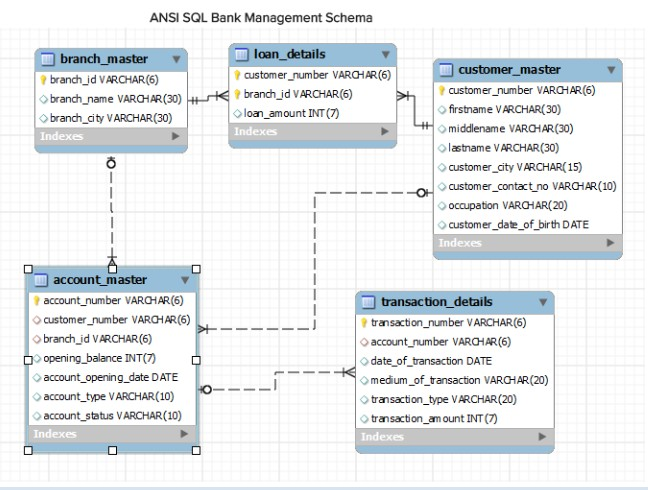 ANSI SQL Bank Management Schema
branch_master
branch_id VARCHAR(6)
branch_name VARCHAR(30)
branch_city VARCHAR(30)
Indexes
loan_details
customer_number VARCHAR(6)
branch_id VARCHAR(6)
loan_amount INT(7)
Indexes
customer_master
customer_number VARCHAR(6)
firstname VARCHAR(30)
middlename VARCHAR(30)
lastname VARCHAR(30)
customer_city VARCHAR(15)
customer_contact_no VARCHAR(10)
occupation VARCHAR(20)
customer_date_of_birth DATE
Indexes
account_master
account_number VARCHAR(6)
customer_number VARCHAR(6)
branch_id VARCHAR(6)
opening_balance INT(7)
account_opening_date DATE
account_type VARCHAR(10)
account_status VARCHAR(10)
Indexes
transaction_details
transaction_number VARCHAR(6)
account_number VARCHAR(6)
date_of_transaction DATE
medium_of_transaction VARCHAR(20)
transaction_type VARCHAR(20)
transaction_amount INT(7)
Indexes